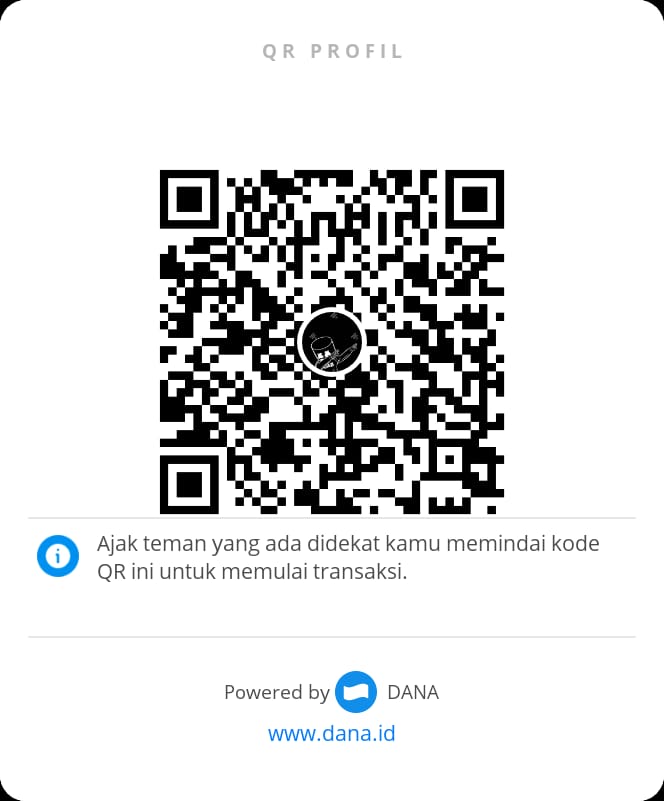 QR PROFIL
Ajak teman yang ada didekat kamu memindai kode
QR ini untuk memulai transaksi.
Powered by DANA
www.dana.id